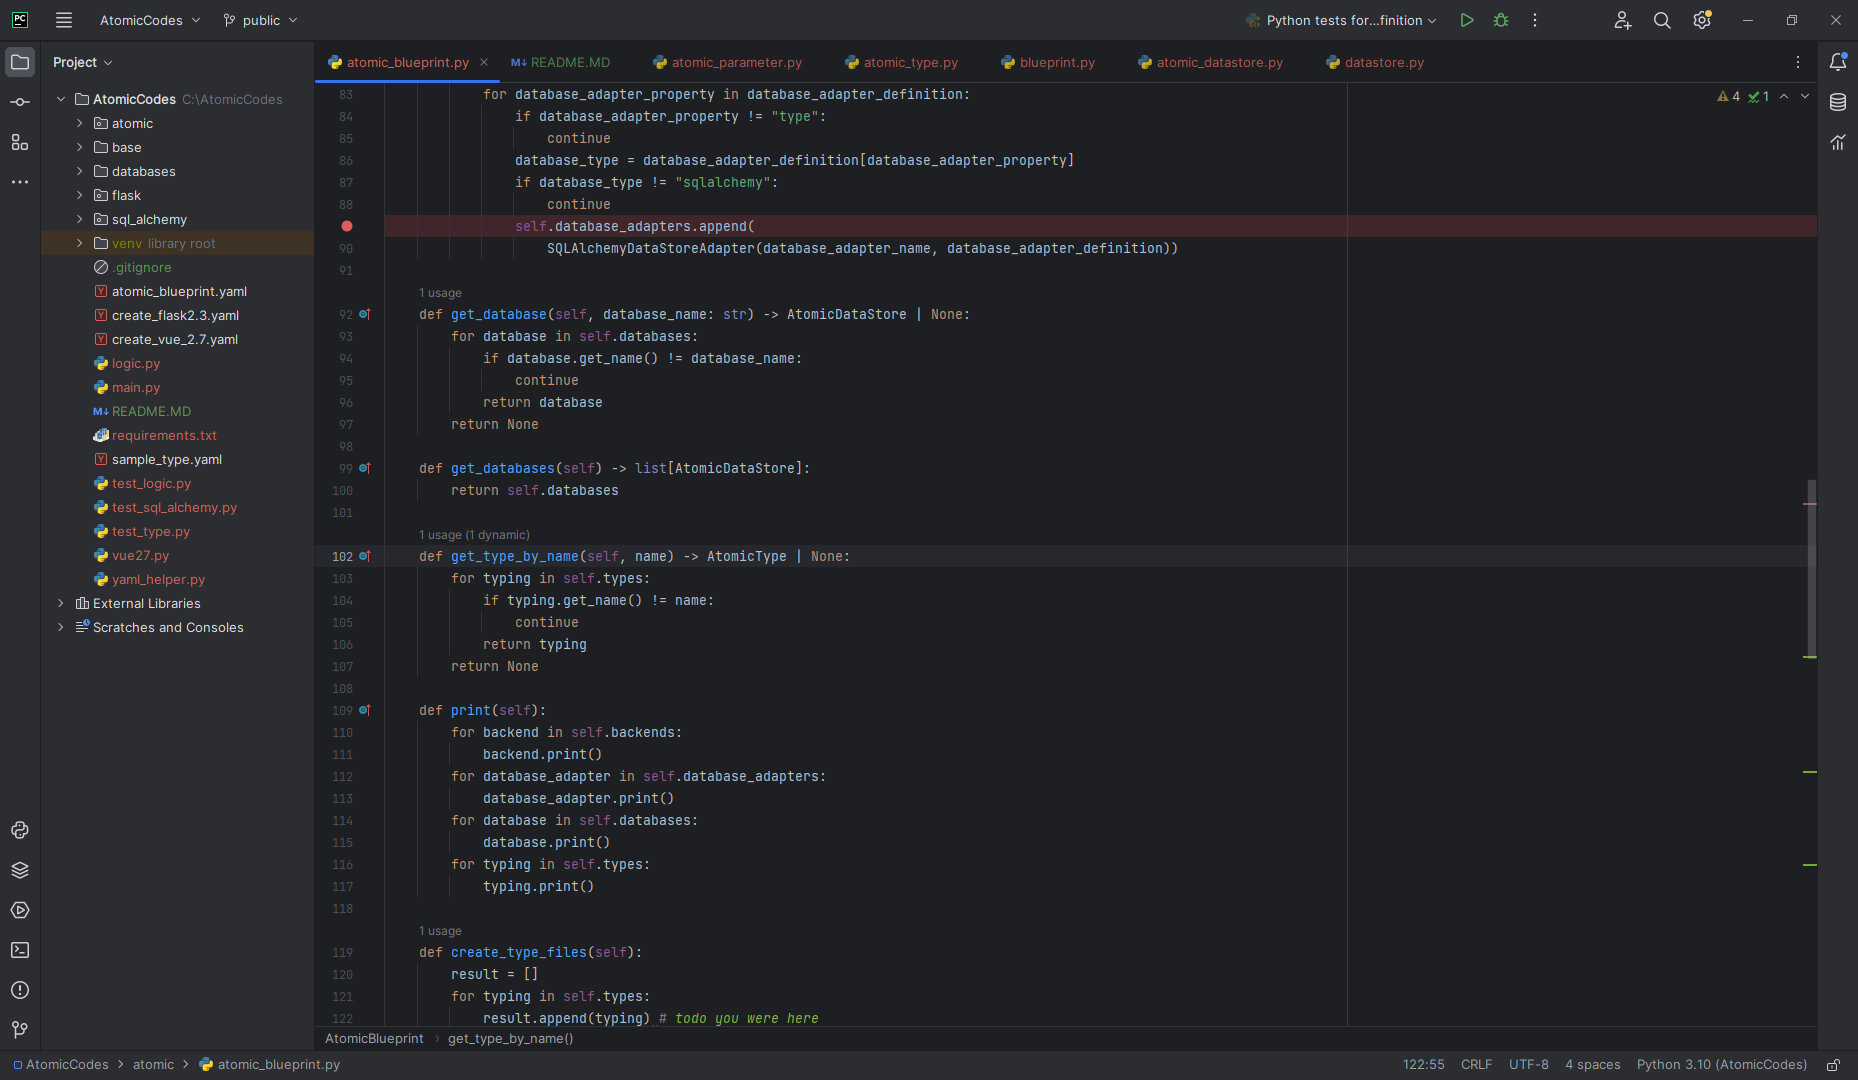 PC AtomicCodes public Python tests for...finition
Project
atomic_blueprint.py README.MD atomic_parameter.py atomic_type.py blueprint.py atomic_datastore.py datastore.py
AtomicCodes C:\AtomicCodes
atomic
base
databases
flask
sql_alchemy
venv library root
.gitignore
atomic_blueprint.yaml
create_flask2.3.yaml
create_vue_2.7.yaml
logic.py
main.py
README.MD
requirements.txt
sample_type.yaml
test_logic.py
test_sql_alchemy.py
test_type.py
vue27.py
yaml_helper.py
External Libraries
Scratches and Consoles
4 1
83 for database_adapter_property in database_adapter_definition:
84 if database_adapter_property != "type":
85 continue
86 database_type = database_adapter_definition[database_adapter_property]
87 if database_type != "sqlalchemy":
88 continue
self.database_adapters.append(
90 SQLAlchemyDataStoreAdapter(database_adapter_name, database_adapter_definition))
91
1 usage
92 def get_database(self, database_name: str) -> AtomicDataStore | None:
93 for database in self.databases:
94 if database.get_name() != database_name:
95 continue
96 return database
97 return None
98
99 def get_databases(self) -> list[AtomicDataStore]:
100 return self.databases
101
1 usage (1 dynamic)
102 def get_type_by_name(self, name) -> AtomicType | None:
103 for typing in self.types:
104 if typing.get_name() != name:
105 continue
106 return typing
107 return None
108
109 def print(self):
110 for backend in self.backends:
111 backend.print()
112 for database_adapter in self.database_adapters:
113 database_adapter.print()
114 for database in self.databases:
115 database.print()
116 for typing in self.types:
117 typing.print()
118
1 usage
119 def create_type_files(self):
120 result = []
121 for typing in self.types:
122 result.append(typing) # todo you were here
AtomicBlueprint > get_type_by_name()
AtomicCodes > atomic > atomic_blueprint.py
122:55 CRLF UTF-8 4 spaces Python 3.10 (AtomicCodes)